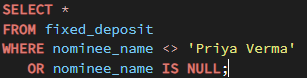 SELECT *
FROM fixed_deposit
WHERE nominee_name <> 'Priya Verma'
   OR nominee_name IS NULL;